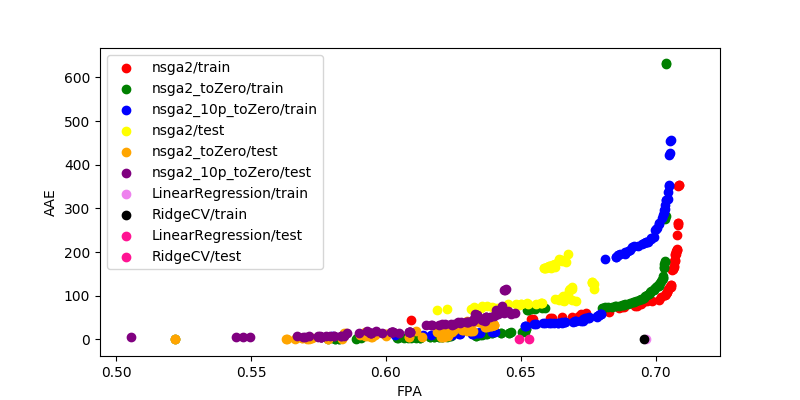 AAE
600
500
400
300
200
100
0
nsga2/train
nsga2_toZero/train
nsga2_10p_toZero/train
nsga2/test
nsga2_toZero/test
nsga2_10p_toZero/test
LinearRegression/train
RidgeCV/train
LinearRegression/test
RidgeCV/test
0.50 0.55 0.60 0.65 0.70
FPA